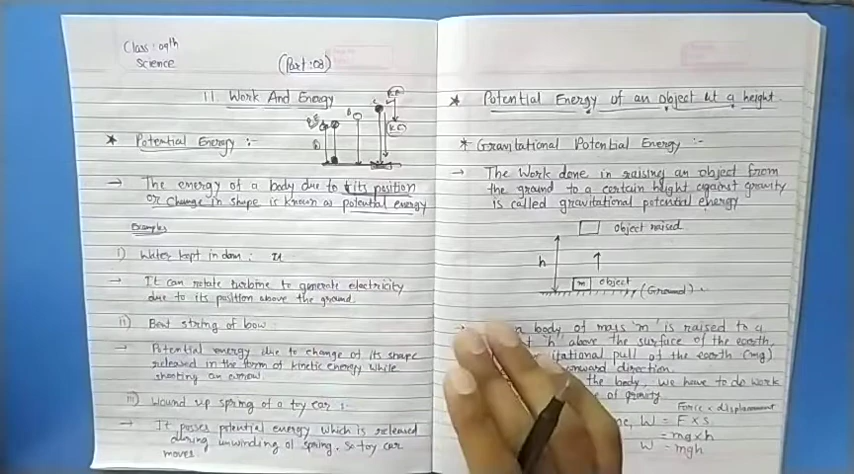 Class: 09th
Science
(Part: 08)
11. Work And Energy
* Potential Energy :-
→ The energy of a body due to its position
or change in shape is known as potential energy
Examples
i) Water kept in dam :
→ It can rotate turbine to generate electricity
due to its position above the ground.
ii) Bent string of bow
→ Potential energy due to change of its shape
released in the form of kinetic energy while
shooting an arrow
iii) Wound up spring of a toy car :
→ It posses potential energy which is released
during unwinding of spring. So toy car
moves.
* Potential Energy of an object at a height.
* Gravitational Potential Energy :-
→ The Work done in raising an object from
the ground to a certain height against gravity
is called gravitational potential energy
object raised
h
m object
(Ground)
a body of mass 'm' is raised to a
'h' above the surface of the earth,
pull of the earth (mg)
direction.
the body, we have to do work
of gravity
Force × displacement
W = F × s
= mg × h
W = mgh